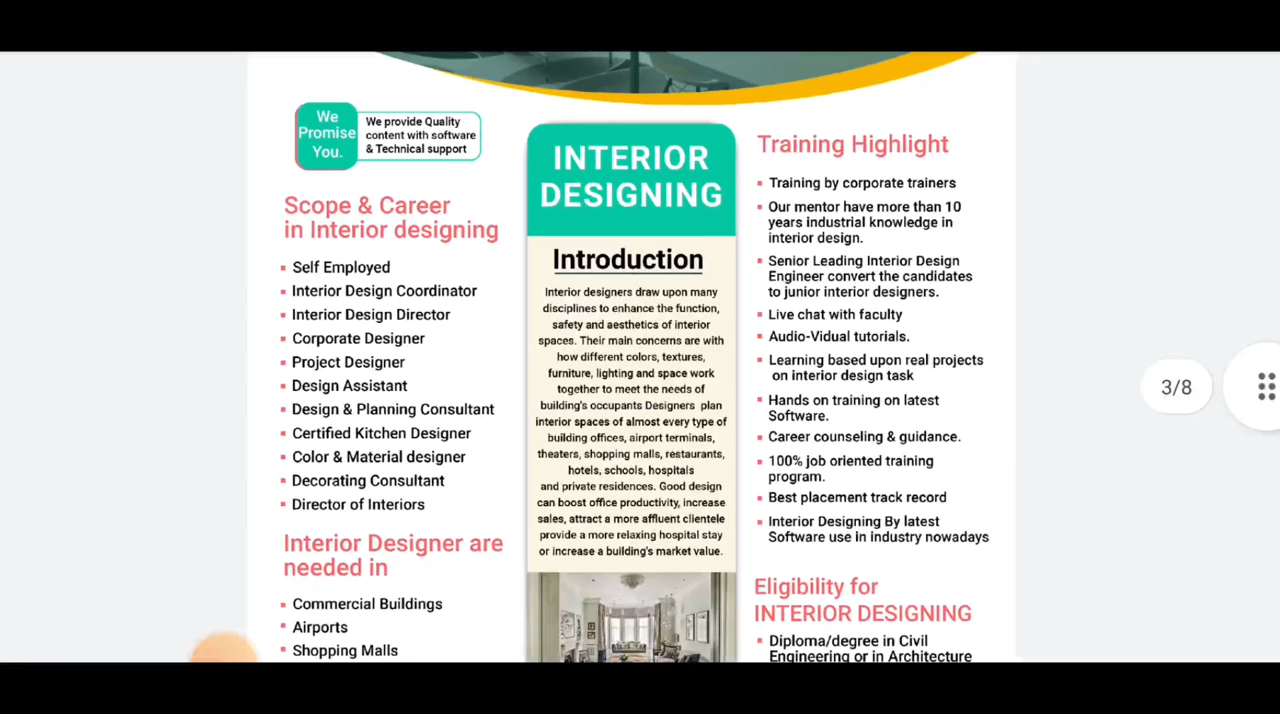 We
Promise
You.
We provide Quality
content with software
& Technical support
Scope & Career
in Interior designing
▪ Self Employed
▪ Interior Design Coordinator
▪ Interior Design Director
▪ Corporate Designer
▪ Project Designer
▪ Design Assistant
▪ Design & Planning Consultant
▪ Certified Kitchen Designer
▪ Color & Material designer
▪ Decorating Consultant
▪ Director of Interiors
Interior Designer are
needed in
▪ Commercial Buildings
▪ Airports
▪ Shopping Malls
INTERIOR
DESIGNING
Introduction
Interior designers draw upon many
disciplines to enhance the function,
safety and aesthetics of interior
spaces. Their main concerns are with
how different colors, textures,
furniture, lighting and space work
together to meet the needs of
building's occupants Designers plan
interior spaces of almost every type of
building offices, airport terminals,
theaters, shopping malls, restaurants,
hotels, schools, hospitals
and private residences. Good design
can boost office productivity, increase
sales, attract a more affluent clientele
provide a more relaxing hospital stay
or increase a building's market value.
Training Highlight
▪ Training by corporate trainers
▪ Our mentor have more than 10
years industrial knowledge in
interior design.
▪ Senior Leading Interior Design
Engineer convert the candidates
to junior interior designers.
▪ Live chat with faculty
▪ Audio-Vidual tutorials.
▪ Learning based upon real projects
on interior design task
▪ Hands on training on latest
Software.
▪ Career counseling & guidance.
▪ 100% job oriented training
program.
▪ Best placement track record
▪ Interior Designing By latest
Software use in industry nowadays
Eligibility for
INTERIOR DESIGNING
▪ Diploma/degree in Civil
Engineering or in Architecture
3/8